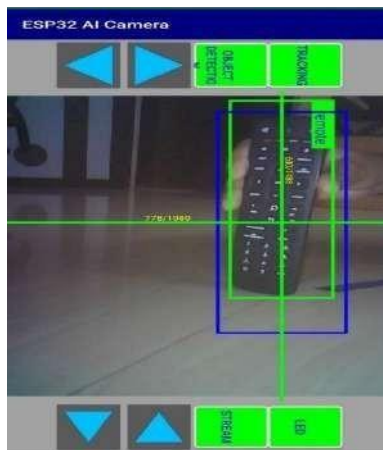 ESP32 AI Camera
OBJECT
DETECTIO
TRACKING
remote
STREAM
LED